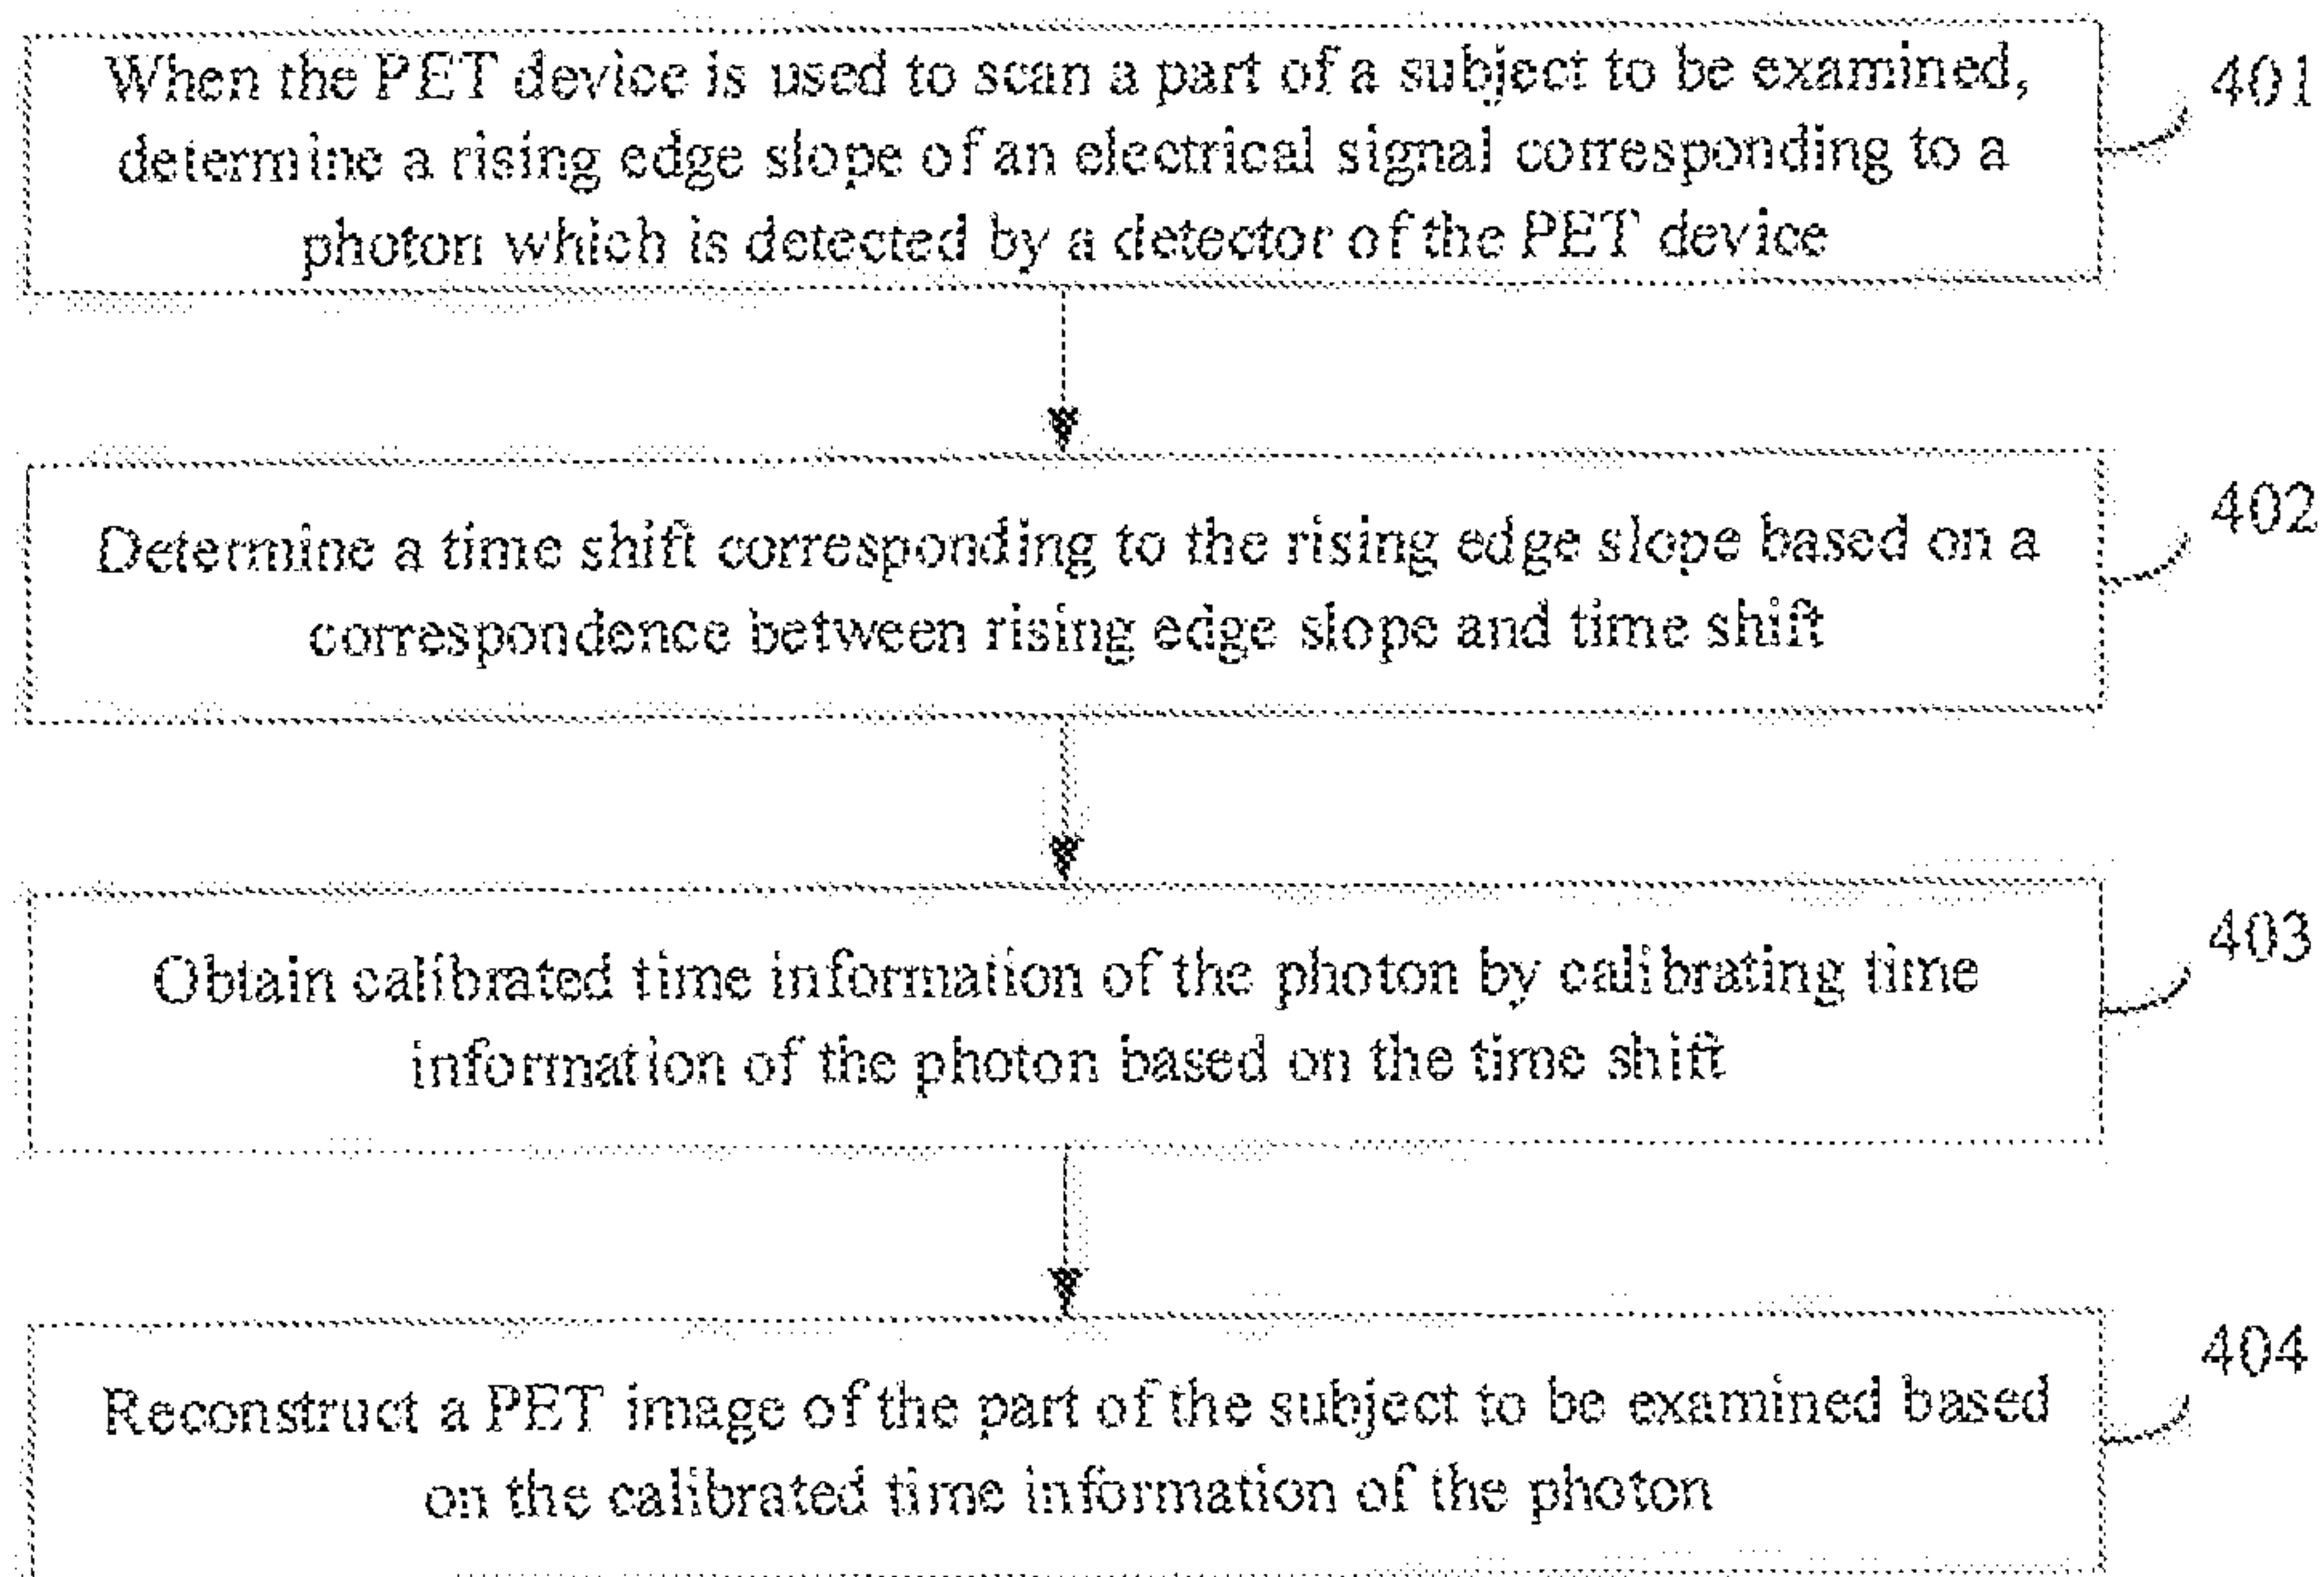 When the PET device is used to scan a part of a subject to be examined,
determine a rising edge slope of an electrical signal corresponding to a
photon which is detected by a detector of the PET device
401
Determine a time shift corresponding to the rising edge slope based on a
correspondence between rising edge slope and time shift
402
Obtain calibrated time information of the photon by calibrating time
information of the photon based on the time shift
403
Reconstruct a PET image of the part of the subject to be examined based
on the calibrated time information of the photon
404